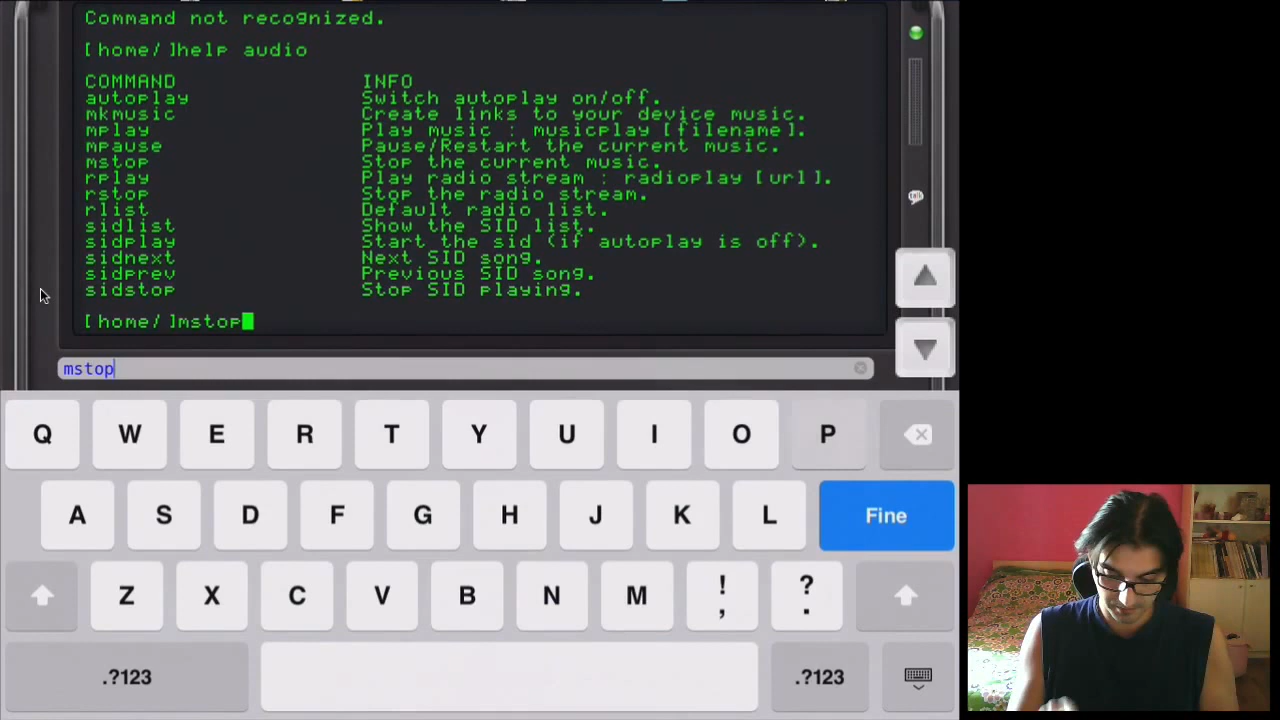 Command not recognized.
[home/]help audio
COMMAND INFO
autoplay Switch autoplay on/off.
mkmusic Create links to your device music.
mplay Play music : musicplay [filename].
mpause Pause/Restart the current music.
mstop Stop the current music.
rplay Play radio stream : radioplay [url].
rstop Stop the radio stream.
rlist Default radio list.
sidlist Show the SID list.
sidplay Start the sid (if autoplay is off).
sidnext Next SID song.
sidprev Previous SID song.
sidstop Stop SID playing.
[home/]mstop
mstop
Q W E R T Y U I O P
A S D F G H J K L Fine
Z X C V B N M ! , ? .
.?123 .?123